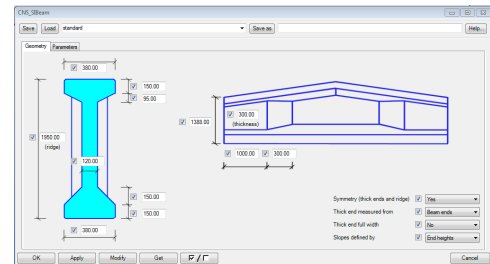 CNS_SIBeam
Save Load standard Save as Help...
Geometry Parameters
380.00
150.00
95.00
1950.00
(ridge)
120.00
150.00
150.00
380.00
1388.00
300.00
(thickness)
1000.00 300.00
Symmetry (thick ends and ridge) Yes
Thick end measured from Beam ends
Thick end full width No
Slopes defined by End heights
OK Apply Modify Get / Cancel